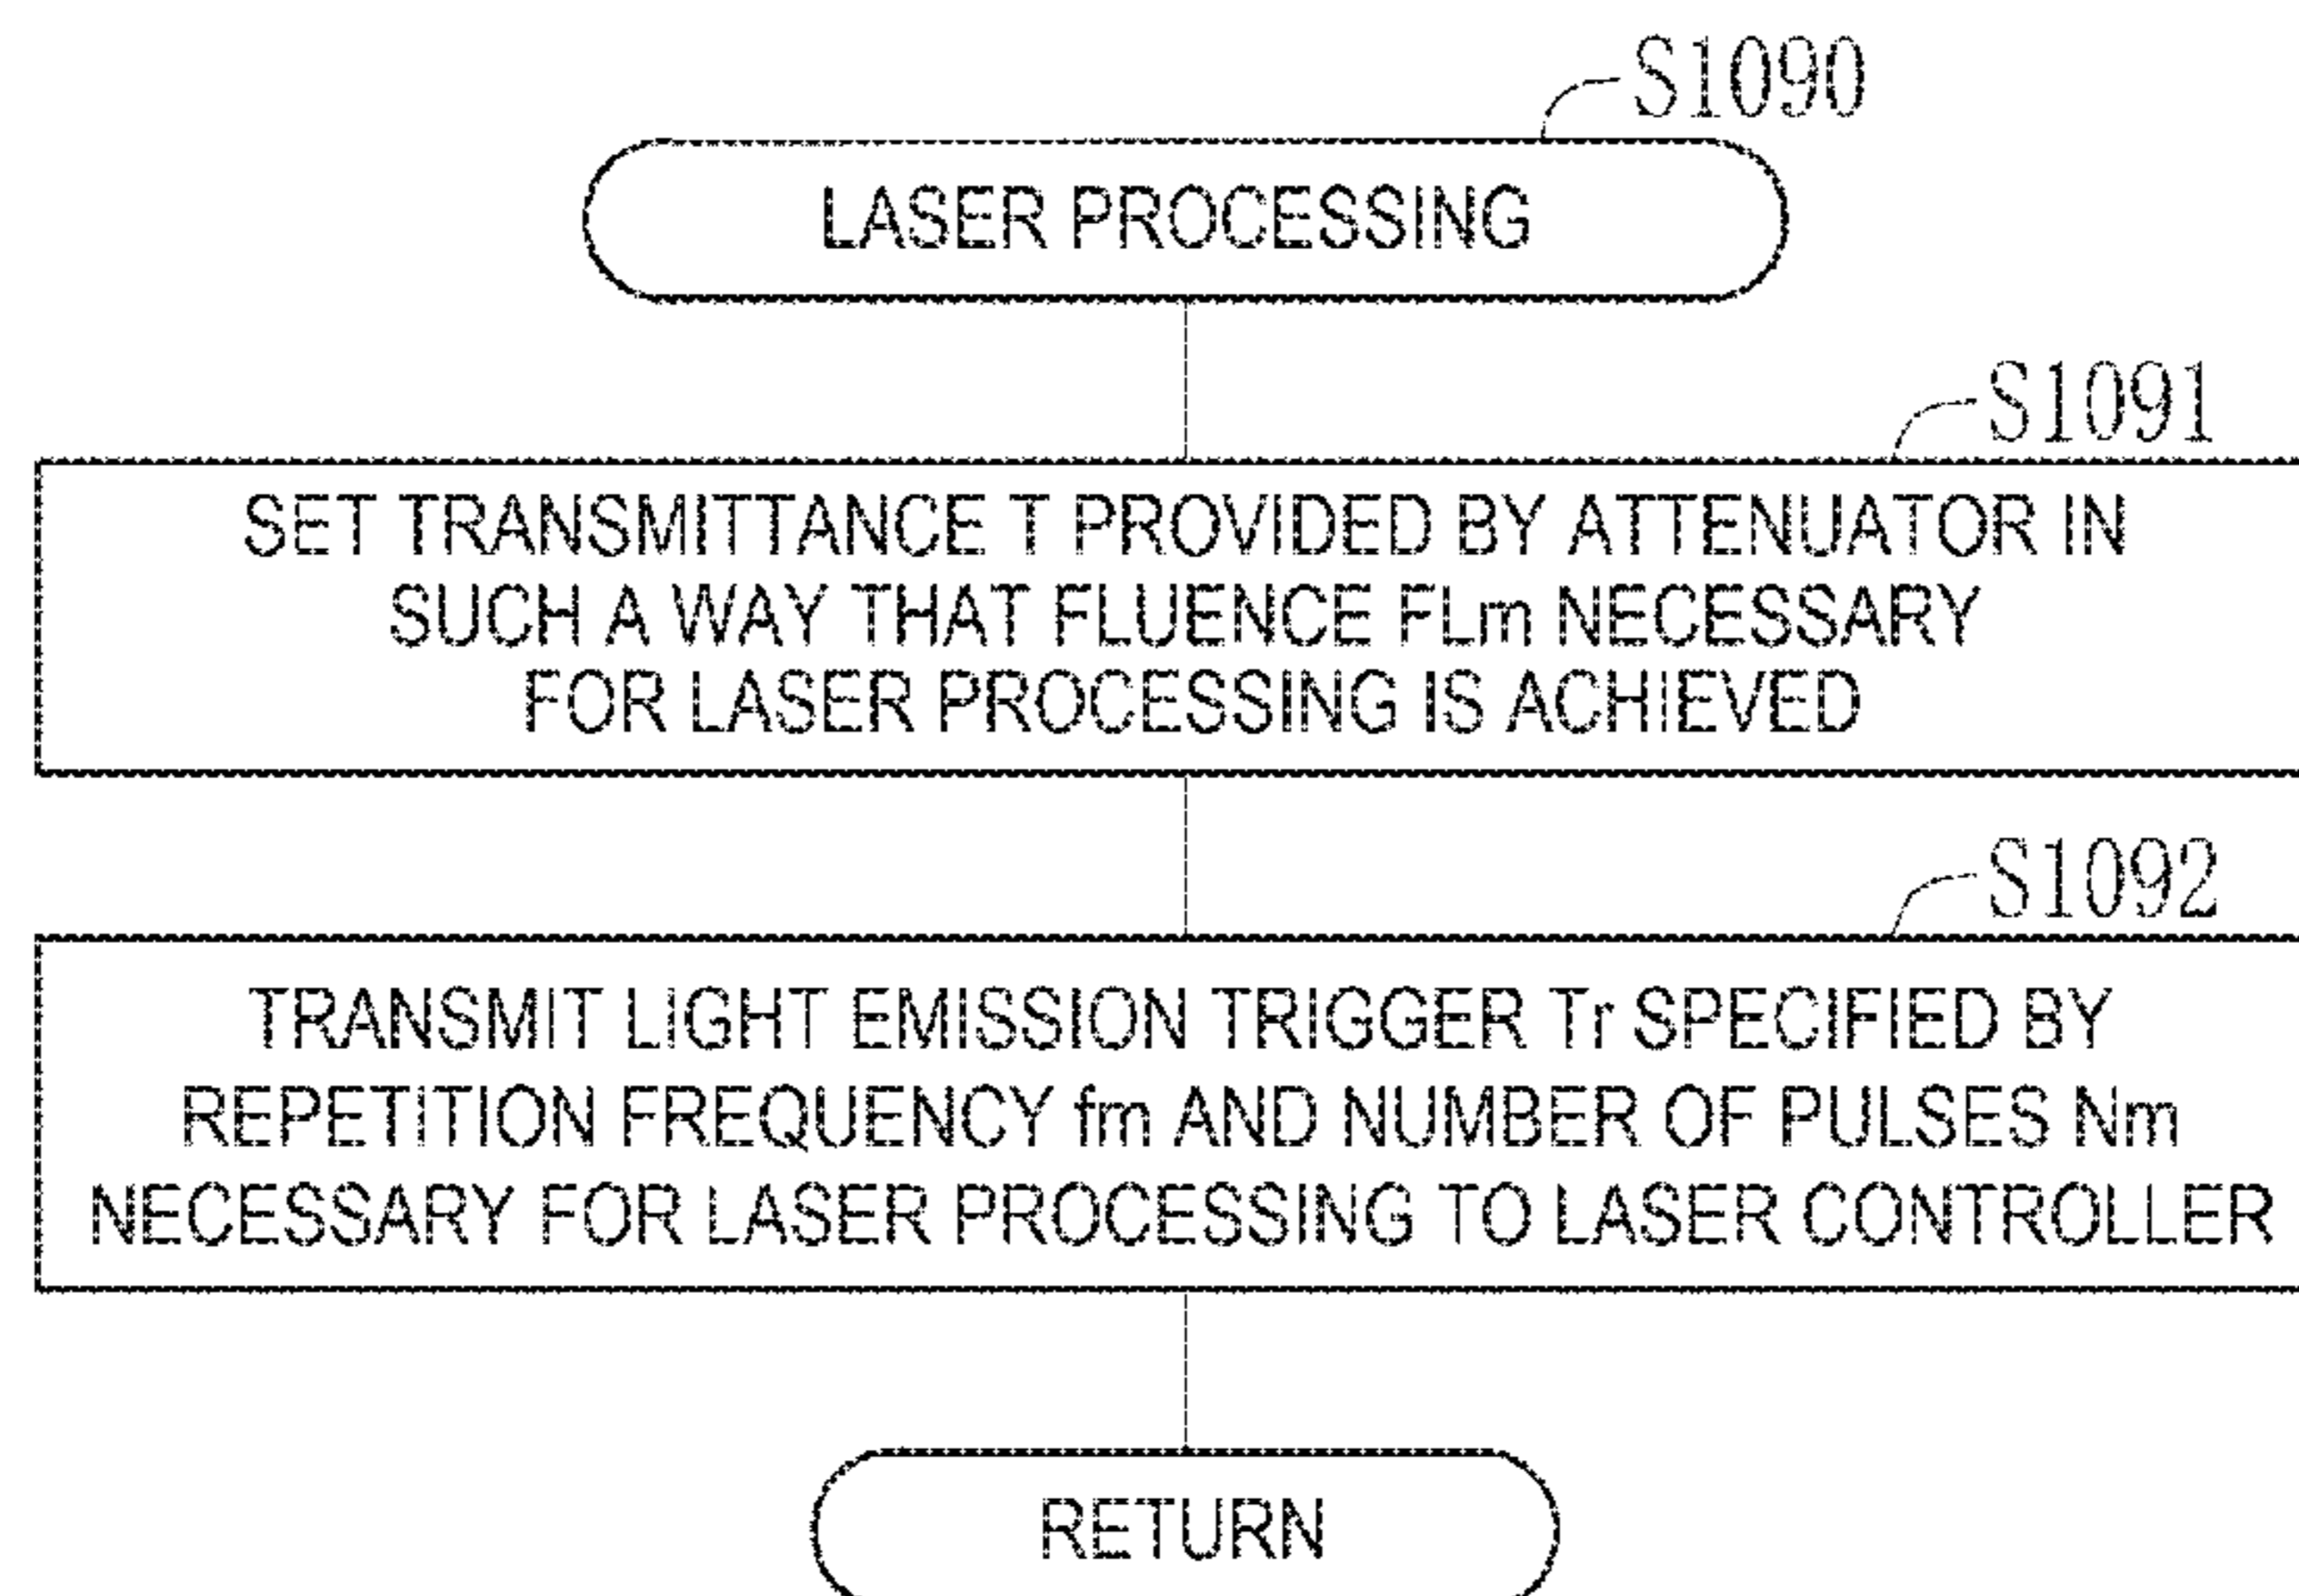 S1090
LASER PROCESSING
S1091
SET TRANSMITTANCE T PROVIDED BY ATTENUATOR IN
SUCH A WAY THAT FLUENCE FLm NECESSARY
FOR LASER PROCESSING IS ACHIEVED
S1092
TRANSMIT LIGHT EMISSION TRIGGER Tr SPECIFIED BY
REPETITION FREQUENCY fm AND NUMBER OF PULSES Nm
NECESSARY FOR LASER PROCESSING TO LASER CONTROLLER
RETURN